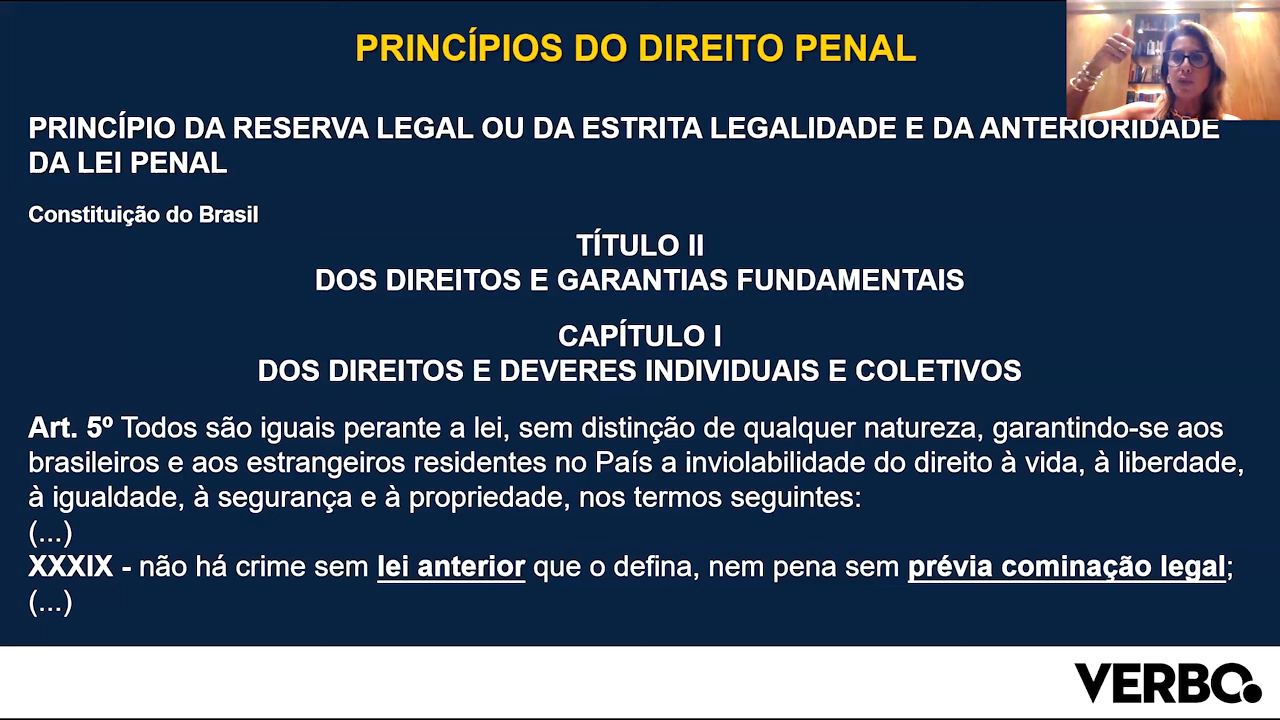 PRINCÍPIOS DO DIREITO PENAL
PRINCÍPIO DA RESERVA LEGAL OU DA ESTRITA LEGALIDADE E DA ANTERIORIDADE
DA LEI PENAL
Constituição do Brasil
TÍTULO II
DOS DIREITOS E GARANTIAS FUNDAMENTAIS
CAPÍTULO I
DOS DIREITOS E DEVERES INDIVIDUAIS E COLETIVOS
Art. 5º Todos são iguais perante a lei, sem distinção de qualquer natureza, garantindo-se aos
brasileiros e aos estrangeiros residentes no País a inviolabilidade do direito à vida, à liberdade,
à igualdade, à segurança e à propriedade, nos termos seguintes:
(...)
XXXIX - não há crime sem lei anterior que o defina, nem pena sem prévia cominação legal;
(...)
VERBO.